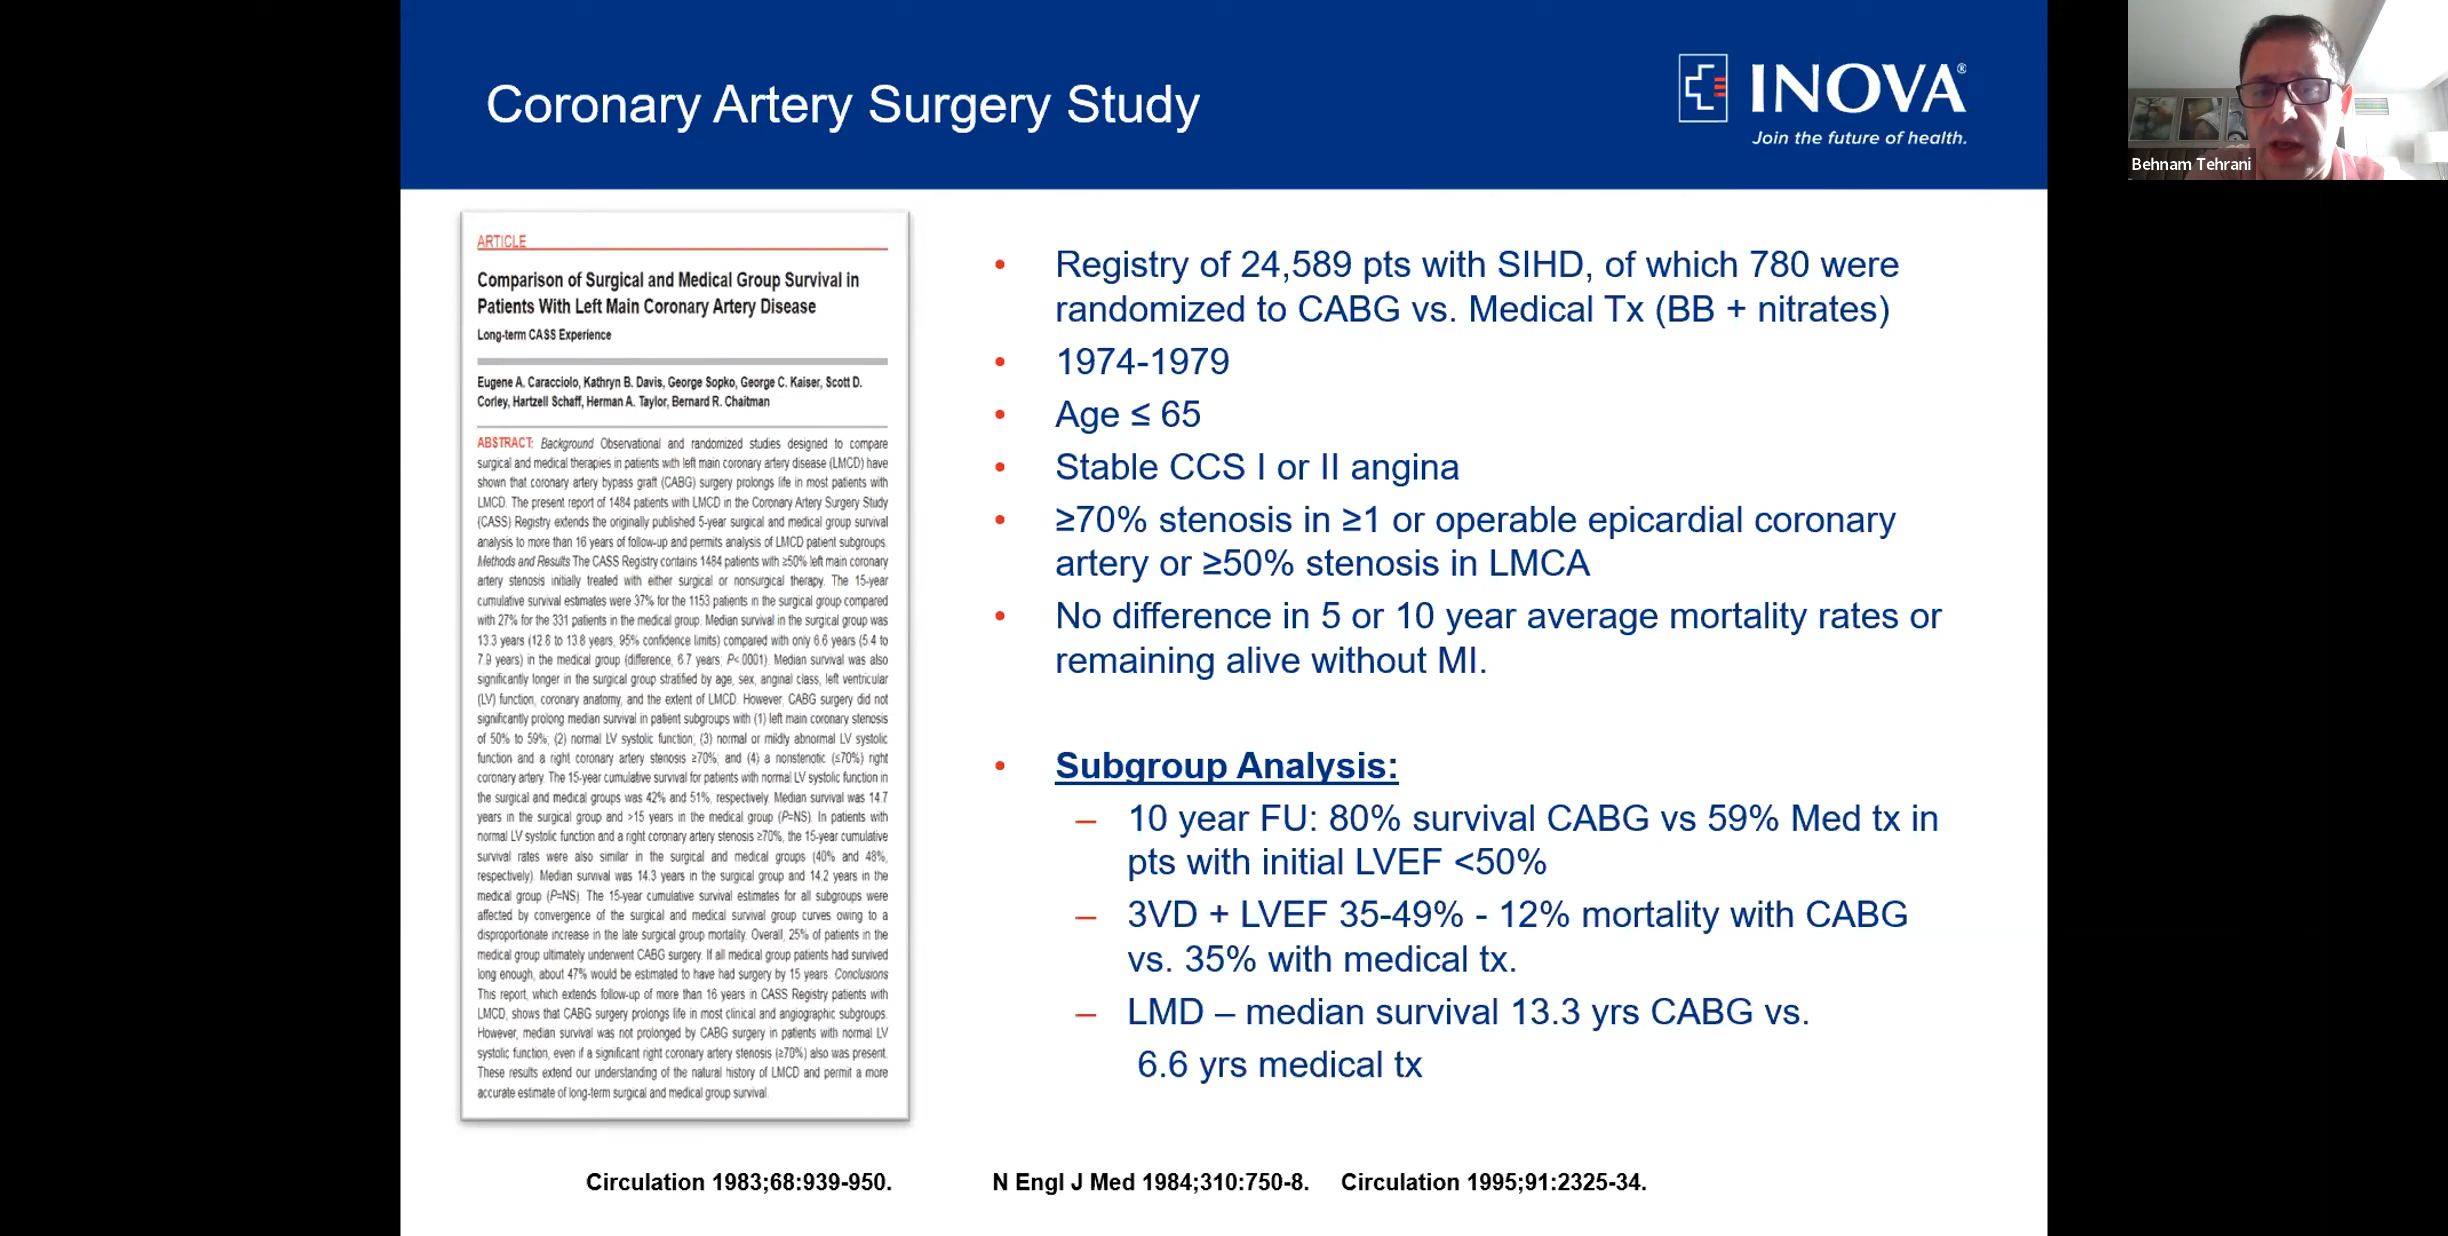 Coronary Artery Surgery Study
INOVA®
Join the future of health.
Behnam Tehrani
ARTICLE
Comparison of Surgical and Medical Group Survival in
Patients With Left Main Coronary Artery Disease
Long-term CASS Experience
Eugene A. Caracciolo, Kathryn B. Davis, George Sopko, George C. Kaiser, Scott D.
Corley, Hartzell Schaff, Herman A. Taylor, Bernard R. Chaitman
ABSTRACT: Background Observational and randomized studies designed to compare
surgical and medical therapies in patients with left main coronary artery disease (LMCD) have
shown that coronary artery bypass graft (CABG) surgery prolongs life in most patients with
LMCD. The present report of 1484 patients with LMCD in the Coronary Artery Surgery Study
(CASS) Registry extends the originally published 5-year surgical and medical group survival
analysis to more than 16 years of follow-up and permits analysis of LMCD patient subgroups.
Methods and Results The CASS Registry contains 1484 patients with ≥50% left main coronary
artery stenosis initially treated with either surgical or nonsurgical therapy. The 15-year
cumulative survival estimates were 37% for the 1153 patients in the surgical group compared
with 27% for the 331 patients in the medical group. Median survival in the surgical group was
13.3 years (12.8 to 13.8 years, 95% confidence limits) compared with only 6.6 years (5.4 to
7.9 years) in the medical group (difference, 6.7 years; P<.0001). Median survival was also
significantly longer in the surgical group stratified by age, sex, anginal class, left ventricular
(LV) function, coronary anatomy, and the extent of LMCD. However, CABG surgery did not
significantly prolong median survival in patient subgroups with (1) left main coronary stenosis
of 50% to 59%; (2) normal LV systolic function; (3) normal or mildly abnormal LV systolic
function and a right coronary artery stenosis ≥70%; and (4) a nonstenotic (≤70%) right
coronary artery. The 15-year cumulative survival for patients with normal LV systolic function in
the surgical and medical groups was 42% and 51%, respectively. Median survival was 14.7
years in the surgical group and >15 years in the medical group (P=NS). In patients with
normal LV systolic function and a right coronary artery stenosis ≥70%, the 15-year cumulative
survival rates were also similar in the surgical and medical groups (40% and 48%,
respectively). Median survival was 14.3 years in the surgical group and 14.2 years in the
medical group (P=NS). The 15-year cumulative survival estimates for all subgroups were
affected by convergence of the surgical and medical survival group curves owing to a
disproportionate increase in the late surgical group mortality. Overall, 25% of patients in the
medical group ultimately underwent CABG surgery. If all medical group patients had survived
long enough, about 47% would be estimated to have had surgery by 15 years. Conclusions
This report, which extends follow-up of more than 16 years in CASS Registry patients with
LMCD, shows that CABG surgery prolongs life in most clinical and angiographic subgroups.
However, median survival was not prolonged by CABG surgery in patients with normal LV
systolic function, even if a significant right coronary artery stenosis (≥70%) also was present.
These results extend our understanding of the natural history of LMCD and permit a more
accurate estimate of long-term surgical and medical group survival.
• Registry of 24,589 pts with SIHD, of which 780 were
randomized to CABG vs. Medical Tx (BB + nitrates)
• 1974-1979
• Age ≤ 65
• Stable CCS I or II angina
• ≥70% stenosis in ≥1 or operable epicardial coronary
artery or ≥50% stenosis in LMCA
• No difference in 5 or 10 year average mortality rates or
remaining alive without MI.
• Subgroup Analysis:
– 10 year FU: 80% survival CABG vs 59% Med tx in
pts with initial LVEF <50%
– 3VD + LVEF 35-49% - 12% mortality with CABG
vs. 35% with medical tx.
– LMD – median survival 13.3 yrs CABG vs.
6.6 yrs medical tx
Circulation 1983;68:939-950. N Engl J Med 1984;310:750-8. Circulation 1995;91:2325-34.